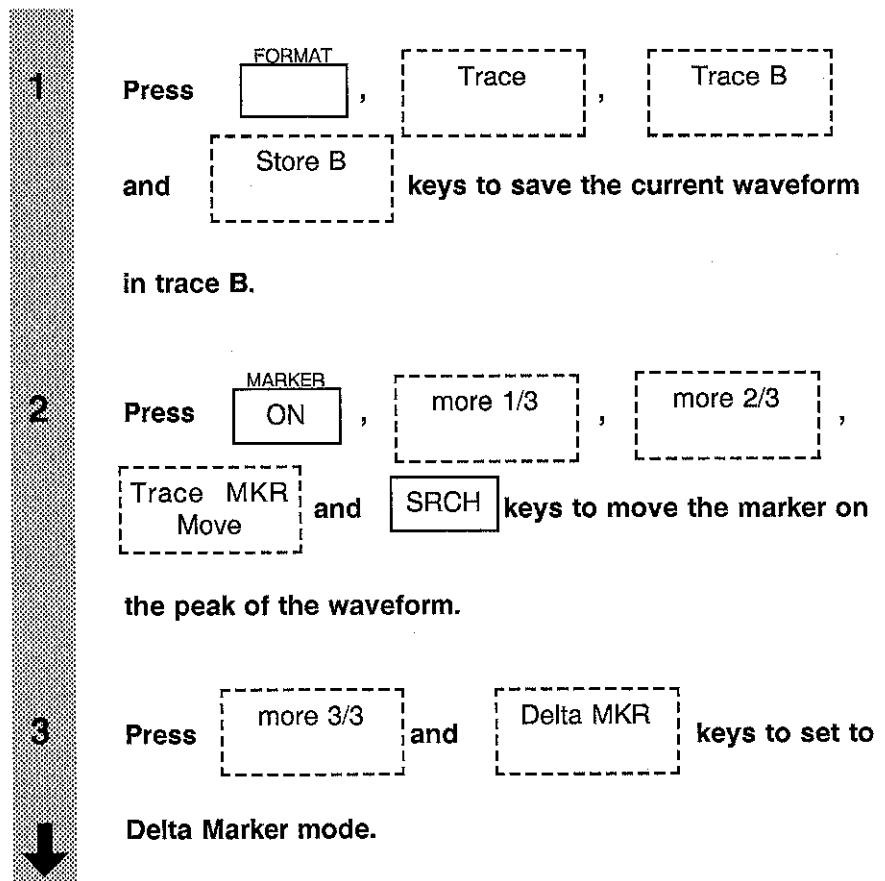 FORMAT
1 Press , Trace , Trace B
and Store B keys to save the current waveform
in trace B.
MARKER
2 Press ON , more 1/3 , more 2/3 ,
Trace MKR Move and SRCH keys to move the marker on
the peak of the waveform.
3 Press more 3/3 and Delta MKR keys to set to
Delta Marker mode.